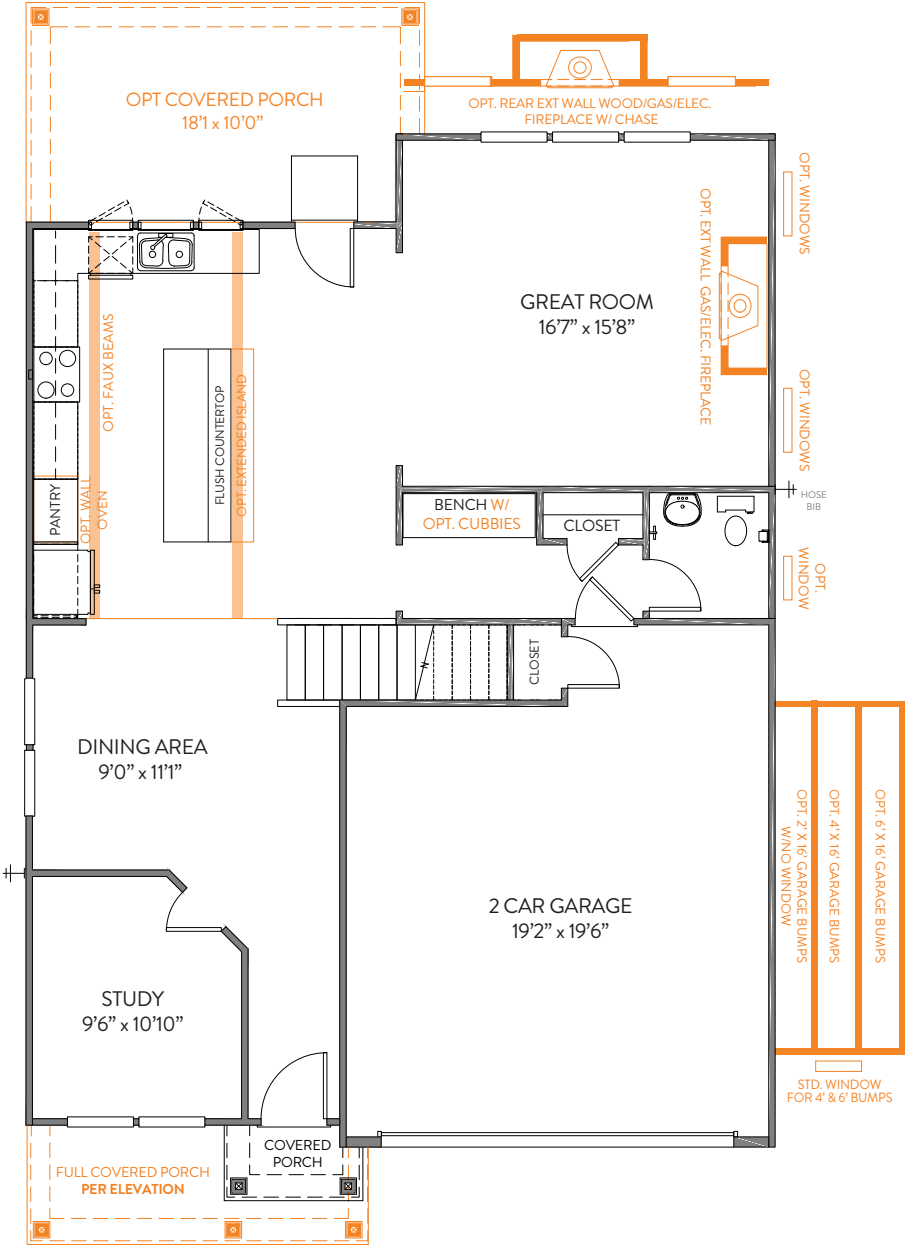 OPT COVERED PORCH
18'1 x 10'0"
OPT. REAR EXT WALL WOOD/GAS/ELEC.
FIREPLACE W/ CHASE
OPT. WINDOWS
OPT. EXT WALL GAS/ELEC. FIREPLACE
GREAT ROOM
16'7" x 15'8"
OPT. WINDOWS
OPT. FAUX BEAMS
FLUSH COUNTERTOP
OPT. EXTENDED ISLAND
PANTRY
OPT. WALL
OVEN
BENCH W/
OPT. CUBBIES
CLOSET
HOSE
BIB
OPT.
WINDOW
CLOSET
DINING AREA
9'0" x 11'1"
OPT. 2' X 16' GARAGE BUMPS
W/NO WINDOW
OPT. 4' X 16' GARAGE BUMPS
OPT. 6' X 16' GARAGE BUMPS
2 CAR GARAGE
19'2" x 19'6"
STUDY
9'6" x 10'10"
STD. WINDOW
FOR 4' & 6' BUMPS
COVERED
PORCH
FULL COVERED PORCH
PER ELEVATION